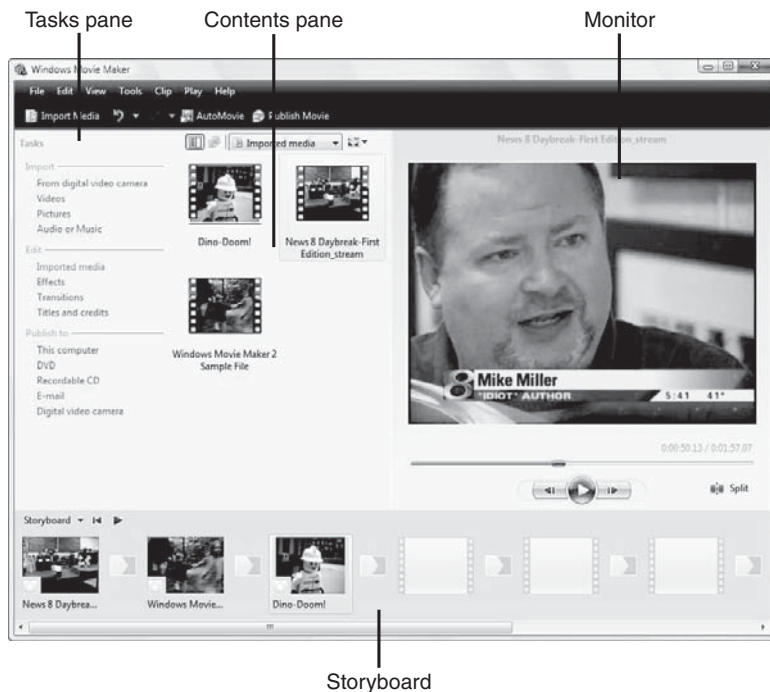 Tasks pane
Contents pane
Monitor
Windows Movie Maker
File Edit View Tools Clip Play Help
Import Media AutoMovie Publish Movie
Tasks
Imported media
News 8 Daybreak-First Edition_stream
Import
From digital video camera
Videos
Pictures
Audio or Music
Edit
Imported media
Effects
Transitions
Titles and credits
Publish to
This computer
DVD
Recordable CD
E-mail
Digital video camera
Dino-Doom!
News 8 Daybreak-First
Edition_stream
Windows Movie Maker 2
Sample File
8
Mike Miller
"IDIOT" AUTHOR
5:41 41°
0:00:50.13 / 0:01:57.07
Split
Storyboard
News 8 Daybrea...
Windows Movie...
Dino-Doom!
Storyboard